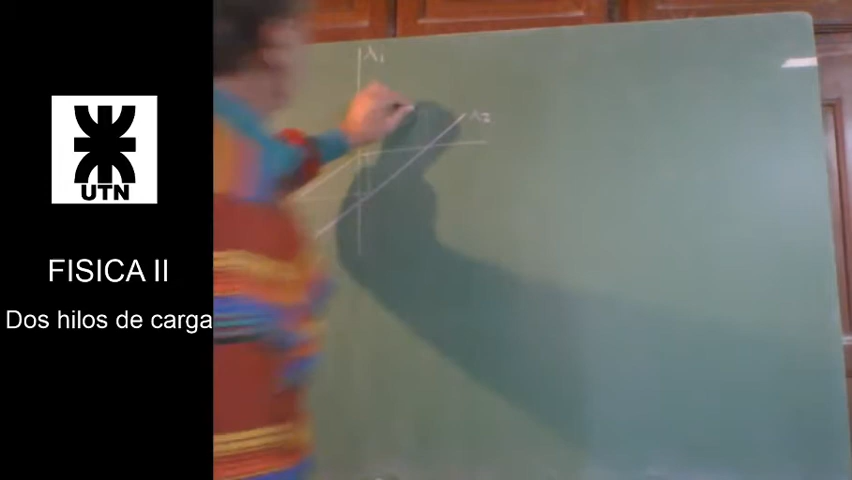 λ₁
λ₂
UTN
FISICA II
Dos hilos de carga